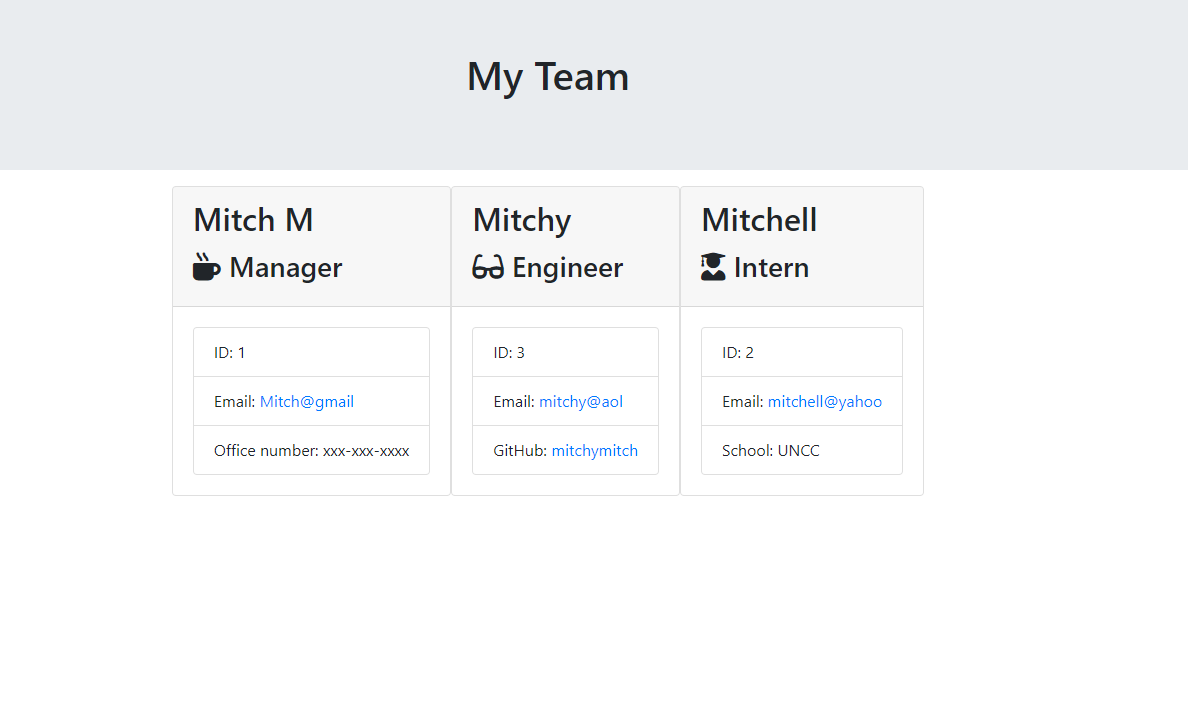 My Team
Mitch M
Manager
ID: 1
Email: Mitch@gmail
Office number: xxx-xxx-xxxx
Mitchy
Engineer
ID: 3
Email: mitchy@aol
GitHub: mitchymitch
Mitchell
Intern
ID: 2
Email: mitchell@yahoo
School: UNCC